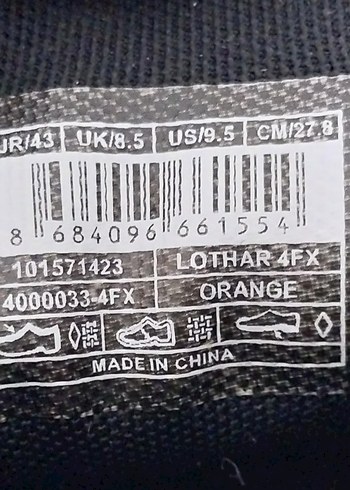 UR/43 UK/8.5 US/9.5 CM/27.8
8 684096 661554
101571423 LOTHAR 4FX
4000033-4FX ORANGE
MADE IN CHINA